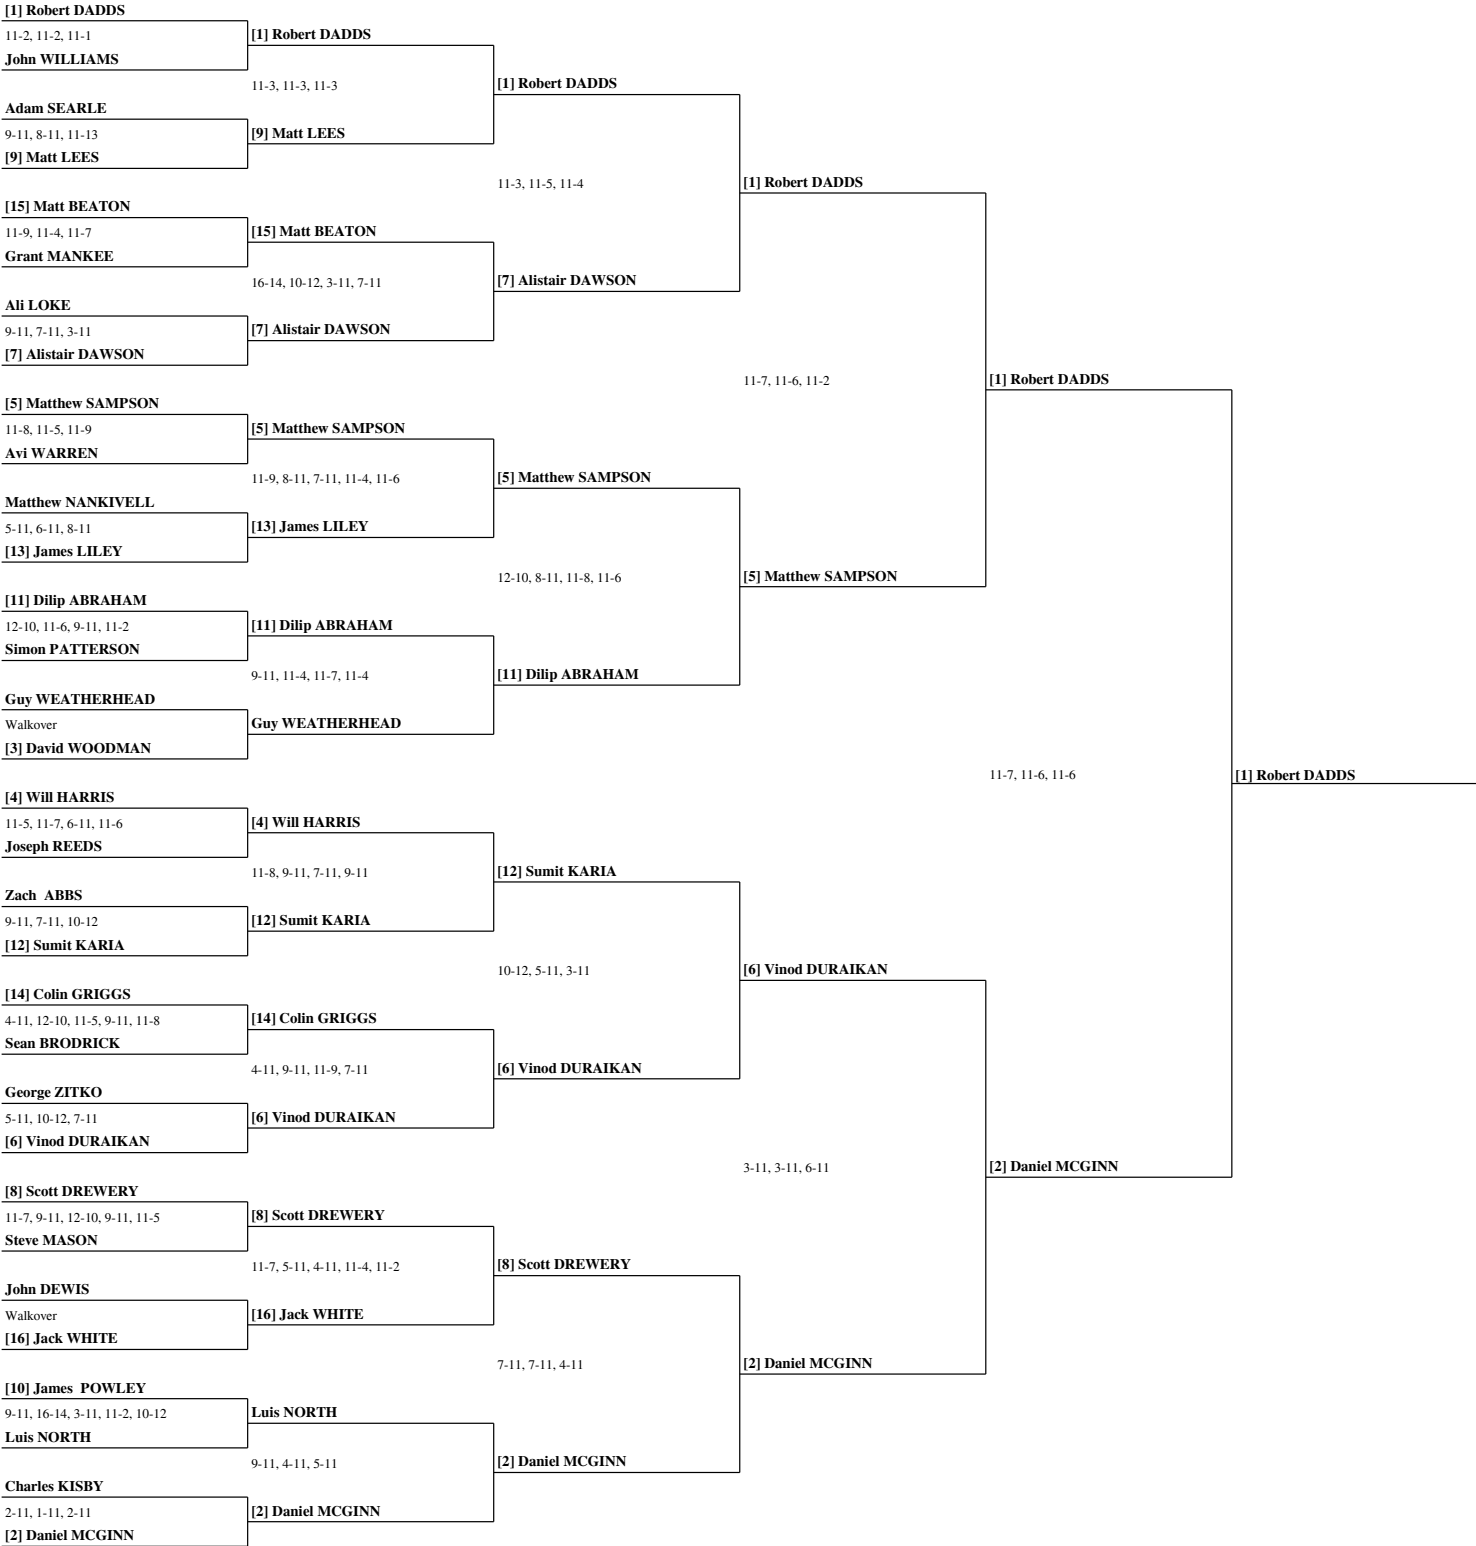 [1] Robert DADDS
11-2, 11-2, 11-1
[1] Robert DADDS
John WILLIAMS
11-3, 11-3, 11-3
[1] Robert DADDS
Adam SEARLE
9-11, 8-11, 11-13
[9] Matt LEES
[9] Matt LEES
11-3, 11-5, 11-4
[1] Robert DADDS
[15] Matt BEATON
11-9, 11-4, 11-7
[15] Matt BEATON
Grant MANKEE
16-14, 10-12, 3-11, 7-11
[7] Alistair DAWSON
Ali LOKE
9-11, 7-11, 3-11
[7] Alistair DAWSON
[7] Alistair DAWSON
11-7, 11-6, 11-2
[1] Robert DADDS
[5] Matthew SAMPSON
11-8, 11-5, 11-9
[5] Matthew SAMPSON
Avi WARREN
11-9, 8-11, 7-11, 11-4, 11-6
[5] Matthew SAMPSON
Matthew NANKIVELL
5-11, 6-11, 8-11
[13] James LILEY
[13] James LILEY
12-10, 8-11, 11-8, 11-6
[5] Matthew SAMPSON
[11] Dilip ABRAHAM
12-10, 11-6, 9-11, 11-2
[11] Dilip ABRAHAM
Simon PATTERSON
9-11, 11-4, 11-7, 11-4
[11] Dilip ABRAHAM
Guy WEATHERHEAD
Walkover
Guy WEATHERHEAD
[3] David WOODMAN
11-7, 11-6, 11-6
[1] Robert DADDS
[4] Will HARRIS
11-5, 11-7, 6-11, 11-6
[4] Will HARRIS
Joseph REEDS
11-8, 9-11, 7-11, 9-11
[12] Sumit KARIA
Zach ABBS
9-11, 7-11, 10-12
[12] Sumit KARIA
[12] Sumit KARIA
10-12, 5-11, 3-11
[6] Vinod DURAIKAN
[14] Colin GRIGGS
4-11, 12-10, 11-5, 9-11, 11-8
[14] Colin GRIGGS
Sean BRODRICK
4-11, 9-11, 11-9, 7-11
[6] Vinod DURAIKAN
George ZITKO
5-11, 10-12, 7-11
[6] Vinod DURAIKAN
[6] Vinod DURAIKAN
3-11, 3-11, 6-11
[2] Daniel MCGINN
[8] Scott DREWERY
11-7, 9-11, 12-10, 9-11, 11-5
[8] Scott DREWERY
Steve MASON
11-7, 5-11, 4-11, 11-4, 11-2
[8] Scott DREWERY
John DEWIS
Walkover
[16] Jack WHITE
[16] Jack WHITE
7-11, 7-11, 4-11
[2] Daniel MCGINN
[10] James POWLEY
9-11, 16-14, 3-11, 11-2, 10-12
Luis NORTH
Luis NORTH
9-11, 4-11, 5-11
[2] Daniel MCGINN
Charles KISBY
2-11, 1-11, 2-11
[2] Daniel MCGINN
[2] Daniel MCGINN